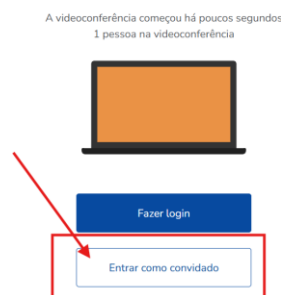 A videoconferência começou há poucos segundos
1 pessoa na videoconferência
Fazer login
Entrar como convidado